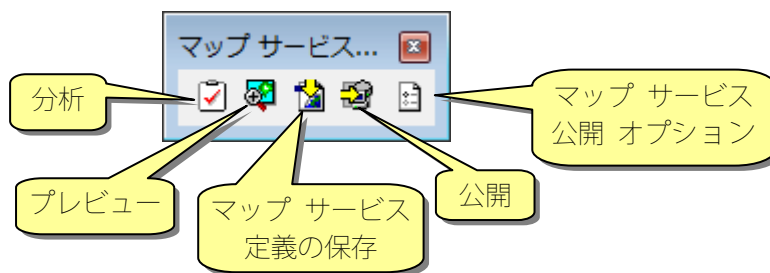 マップ サービス...
分析
マップ サービス
公開 オプション
プレビュー
マップ サービス
定義の保存
公開